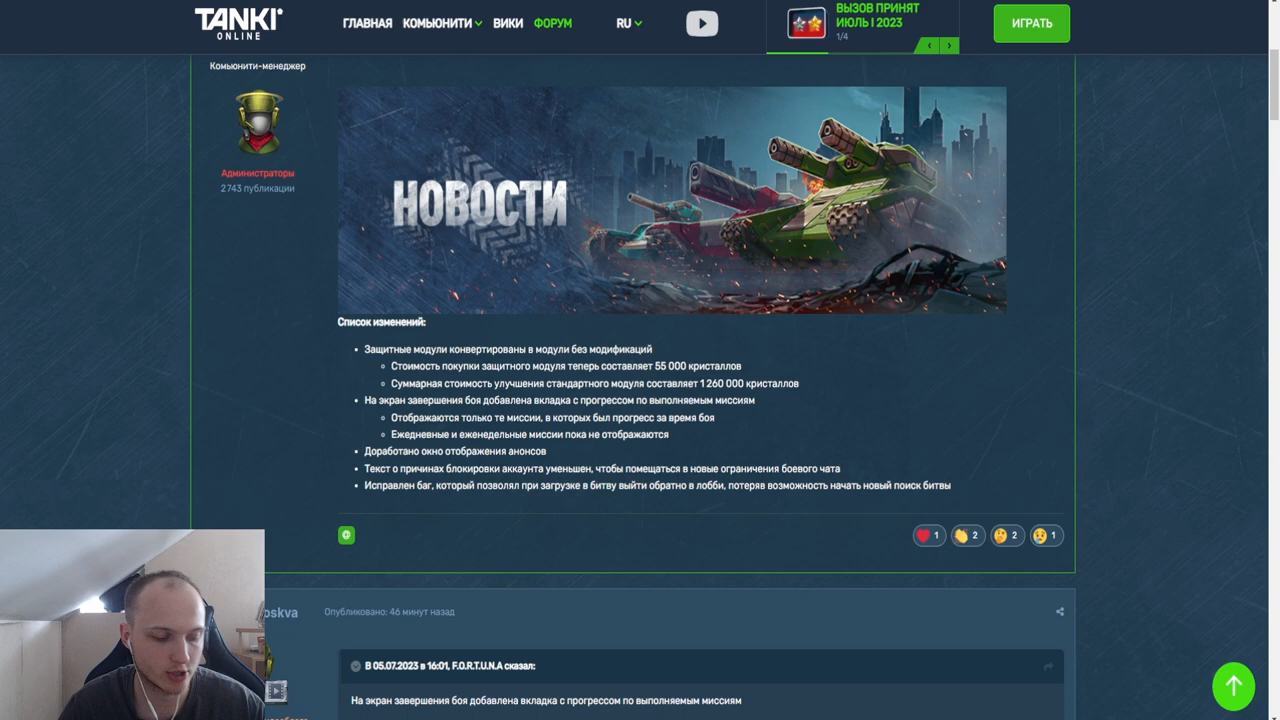 TANKI
ONLINE
ГЛАВНАЯ
КОМЬЮНИТИ
ВИКИ
ФОРУМ
RU
ВЫЗОВ ПРИНЯТ
ИЮЛЬ I 2023
1/4
ИГРАТЬ
Комьюнити-менеджер
Администраторы
2 743 публикации
НОВОСТИ
Список изменений:
Защитные модули конвертированы в модули без модификаций
Стоимость покупки защитного модуля теперь составляет 55 000 кристаллов
Суммарная стоимость улучшения стандартного модуля составляет 1 260 000 кристаллов
На экран завершения боя добавлена вкладка с прогрессом по выполняемым миссиям
Отображаются только те миссии, в которых был прогресс за время боя
Ежедневные и еженедельные миссии пока не отображаются
Доработано окно отображения анонсов
Текст о причинах блокировки аккаунта уменьшен, чтобы помещаться в новые ограничения боевого чата
Исправлен баг, который позволял при загрузке в битву выйти обратно в лобби, потеряв возможность начать новый поиск битвы
@
1
2
2
1
oskva
Опубликовано: 46 минут назад
В 05.07.2023 в 16:01, F.O.R.T.U.N.A сказал:
На экран завершения боя добавлена вкладка с прогрессом по выполняемым миссиям